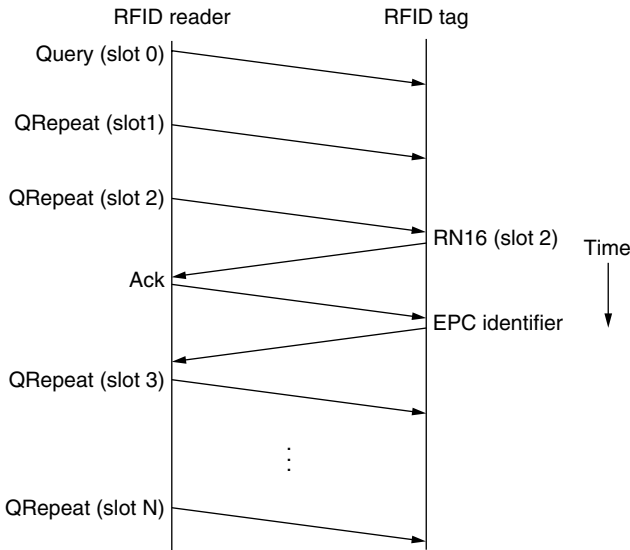 RFID reader
RFID tag
Query (slot 0)
QRepeat (slot1)
QRepeat (slot 2)
RN16 (slot 2)
Time
Ack
EPC identifier
QRepeat (slot 3)
...
QRepeat (slot N)